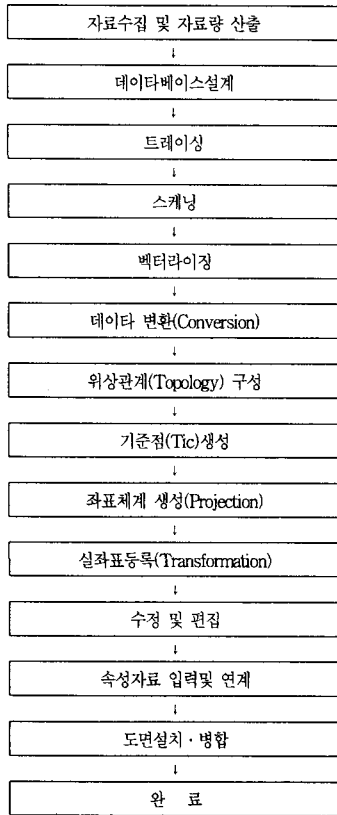 자료수집 및 자료량 산출
↓
데이타베이스설계
↓
트레이싱
↓
스케닝
↓
벡터라이징
↓
데이타 변환(Conversion)
↓
위상관계(Topology) 구성
↓
기준점(Tic)생성
↓
좌표체계 생성(Projection)
↓
실좌표등록(Transformation)
↓
수정 및 편집
↓
속성자료 입력및 연계
↓
도면설치·병합
↓
완 료